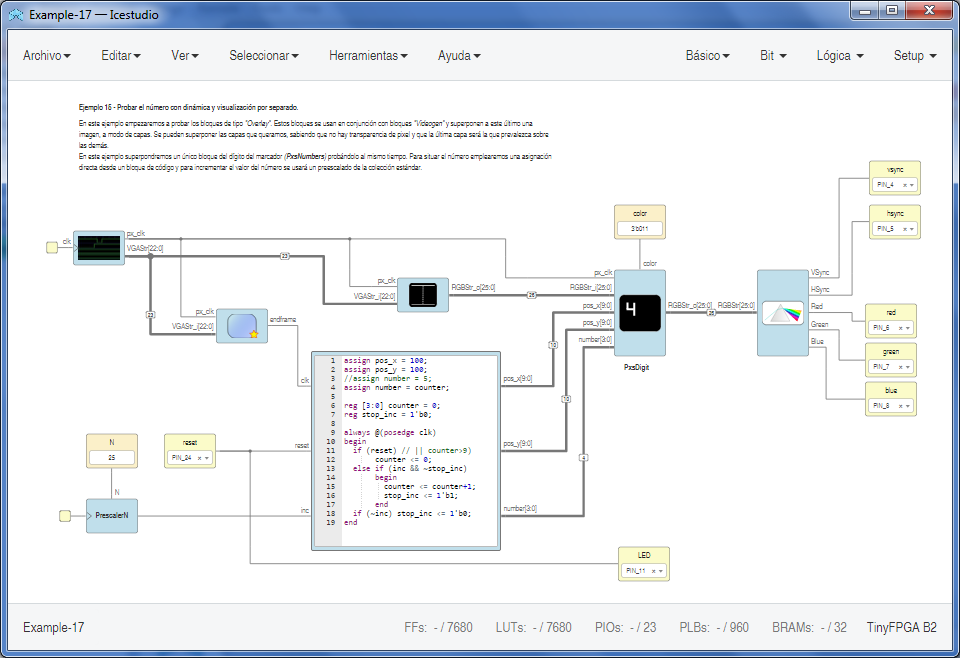 Example-17 — Icestudio
Archivo Editar Ver Seleccionar Herramientas Ayuda Básico Bit Lógica Setup
Ejemplo 15 - Probar el número con dinámica y visualización por separado.
En este ejemplo empezaremos a probar los bloques de tipo "Overlay". Estos bloques se usan en conjunción con bloques "Videogen" y superponen a este último una
imagen, a modo de capas. Se pueden superponer las capas que queramos, sabiendo que no hay transparencia de pixel y que la última capa será la que prevalezca sobre
las demás.
En este ejemplo superpondremos un único bloque del dígito del marcador (PxsNumbers) probándolo al mismo tiempo. Para situar el número emplearemos una asignación
directa desde un bloque de código y para incrementar el valor del número se usará un preescalado de la colección estándar.
vsync
PIN_4
hsync
PIN_5
color
3'b011
color
clk
px_clk
VGAStr[22:0]
23
px_clk
VGAStr_i[22:0]
RGBStr_o[25:0]
26
px_clk
RGBStr_i[25:0]
pos_x[9:0]
pos_y[9:0]
number[3:0]
4
RGBStr_o[25:0]
RGBStr[25:0]
26
PxsDigit
VSync
HSync
Red
Green
Blue
red
PIN_6
green
PIN_7
blue
PIN_8
23
px_clk
VGAStr_i[22:0]
endframe
clk
reset
inc
1 assign pos_x = 100;
2 assign pos_y = 100;
3 //assign number = 5;
4 assign number = counter;
5
6 reg [3:0] counter = 0;
7 reg stop_inc = 1'b0;
8
9 always @(posedge clk)
10 begin
11 if (reset) // || counter>9)
12 counter <= 0;
13 else if (inc && ~stop_inc)
14 begin
15 counter <= counter+1;
16 stop_inc <= 1'b1;
17 end
18 if (~inc) stop_inc <= 1'b0;
19 end
pos_x[9:0]
10
pos_y[9:0]
10
number[3:0]
4
N
25
N
reset
PIN_24
PrescalerN
LED
PIN_11
Example-17 FFs: - / 7680 LUTs: - / 7680 PIOs: - / 23 PLBs: - / 960 BRAMs: - / 32 TinyFPGA B2